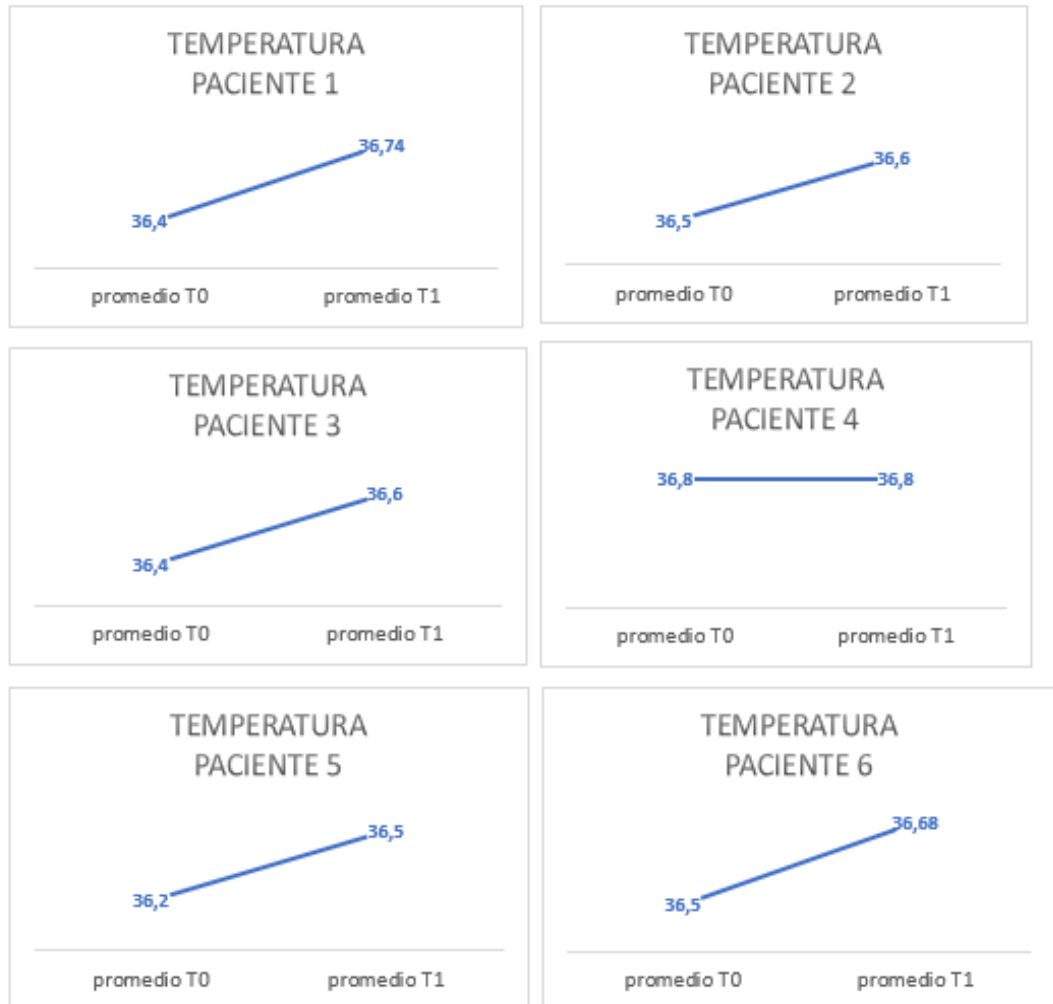 TEMPERATURA
PACIENTE 1
36,74
36,4
promedio T0 promedio T1
TEMPERATURA
PACIENTE 2
36,6
36,5
promedio T0 promedio T1
TEMPERATURA
PACIENTE 3
36,6
36,4
promedio T0 promedio T1
TEMPERATURA
PACIENTE 4
36,8 36,8
promedio T0 promedio T1
TEMPERATURA
PACIENTE 5
36,5
36,2
promedio T0 promedio T1
TEMPERATURA
PACIENTE 6
36,68
36,5
promedio T0 promedio T1